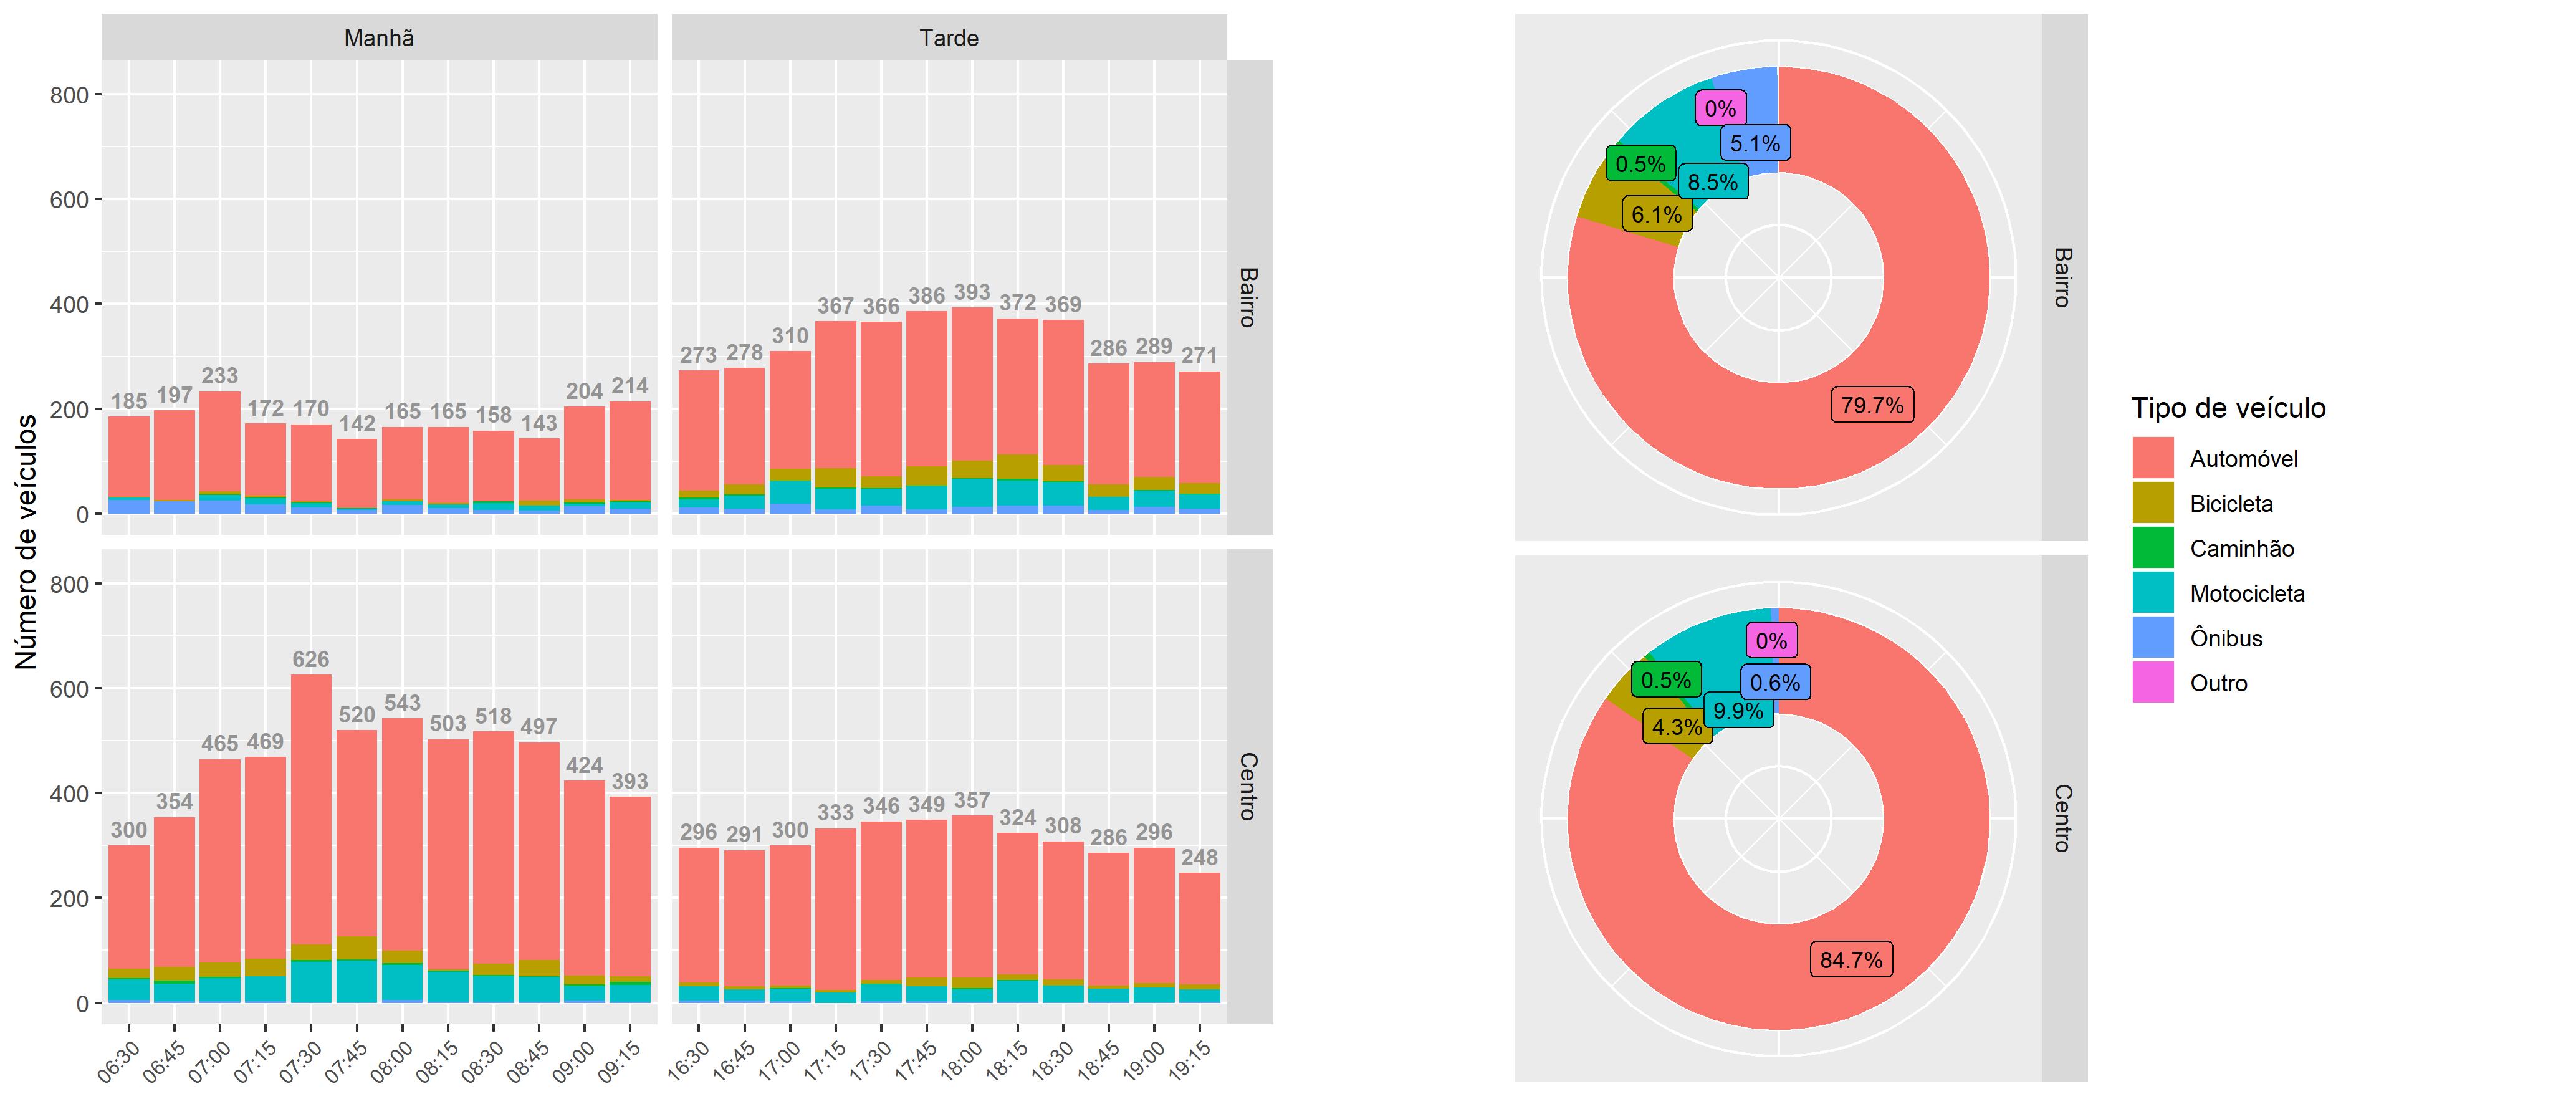 Manhã
Tarde
Número de veículos
800
600
400
200
0
185 197 233 172 170 142 165 165 158 143 204 214
273 278 310 367 366 386 393 372 369 286 289 271
Bairro
800
600
400
200
0
300 354 465 469 626 520 543 503 518 497 424 393
296 291 300 333 346 349 357 324 308 286 296 248
Centro
06:30 06:45 07:00 07:15 07:30 07:45 08:00 08:15 08:30 08:45 09:00 09:15
16:30 16:45 17:00 17:15 17:30 17:45 18:00 18:15 18:30 18:45 19:00 19:15
0%
5.1%
0.5%
8.5%
6.1%
79.7%
Bairro
0%
0.6%
0.5%
9.9%
4.3%
84.7%
Centro
Tipo de veículo
Automóvel
Bicicleta
Caminhão
Motocicleta
Ônibus
Outro